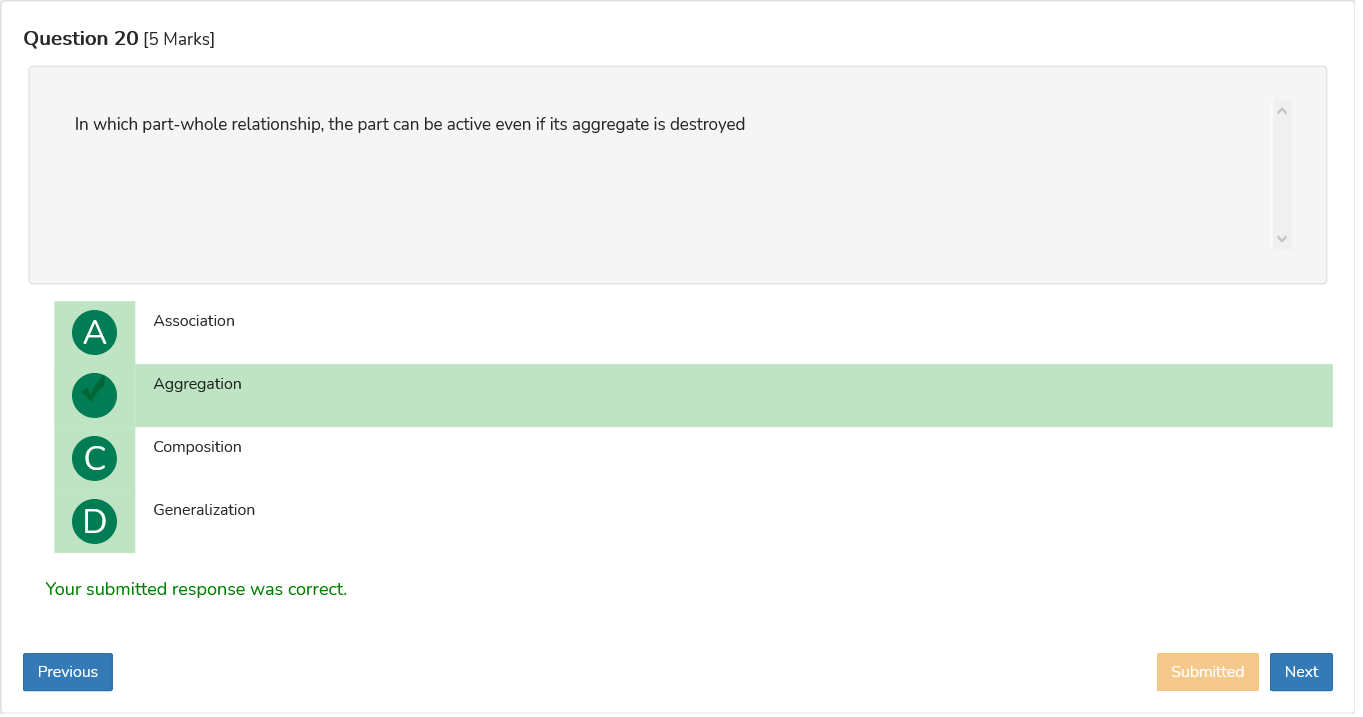 Question 20 [5 Marks]
In which part-whole relationship, the part can be active even if its aggregate is destroyed
A Association
Aggregation
C Composition
D Generalization
Your submitted response was correct.
Previous Submitted Next